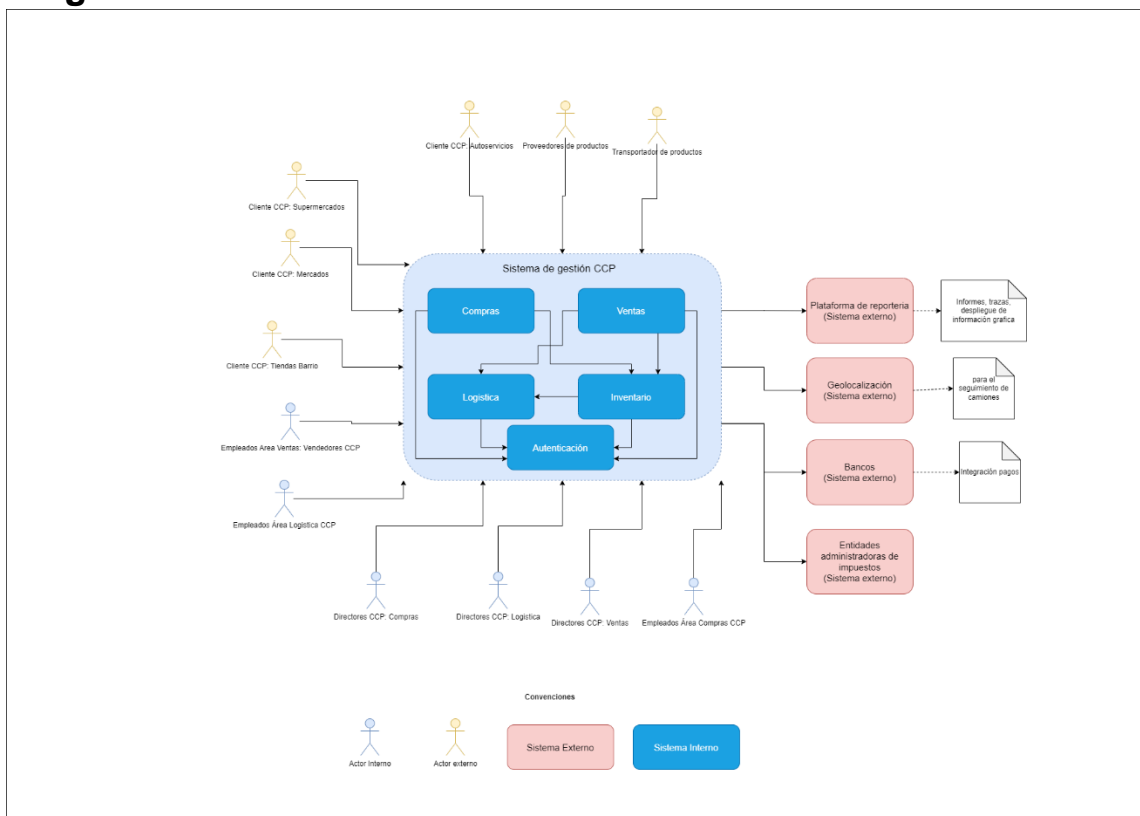 Cliente CCP: Autoservicios
Proveedores de productos
Transportador de productos
Cliente CCP: Supermercados
Cliente CCP: Mercados
Cliente CCP: Tiendas Barrio
Empleados Area Ventas: Vendedores CCP
Empleados Área Logistica CCP
Sistema de gestión CCP
Compras
Ventas
Logistica
Inventario
Autenticación
Plataforma de reporteria
(Sistema externo)
Informes, trazas,
despliegue de
información grafica
Geolocalización
(Sistema externo)
para el
seguimiento de
camiones
Bancos
(Sistema externo)
Integración pagos
Entidades
administradoras de
impuestos
(Sistema externo)
Directores CCP: Compras
Directores CCP: Logistica
Directores CCP: Ventas
Empleados Área Compras CCP
Convenciones
Actor Interno
Actor externo
Sistema Externo
Sistema Interno